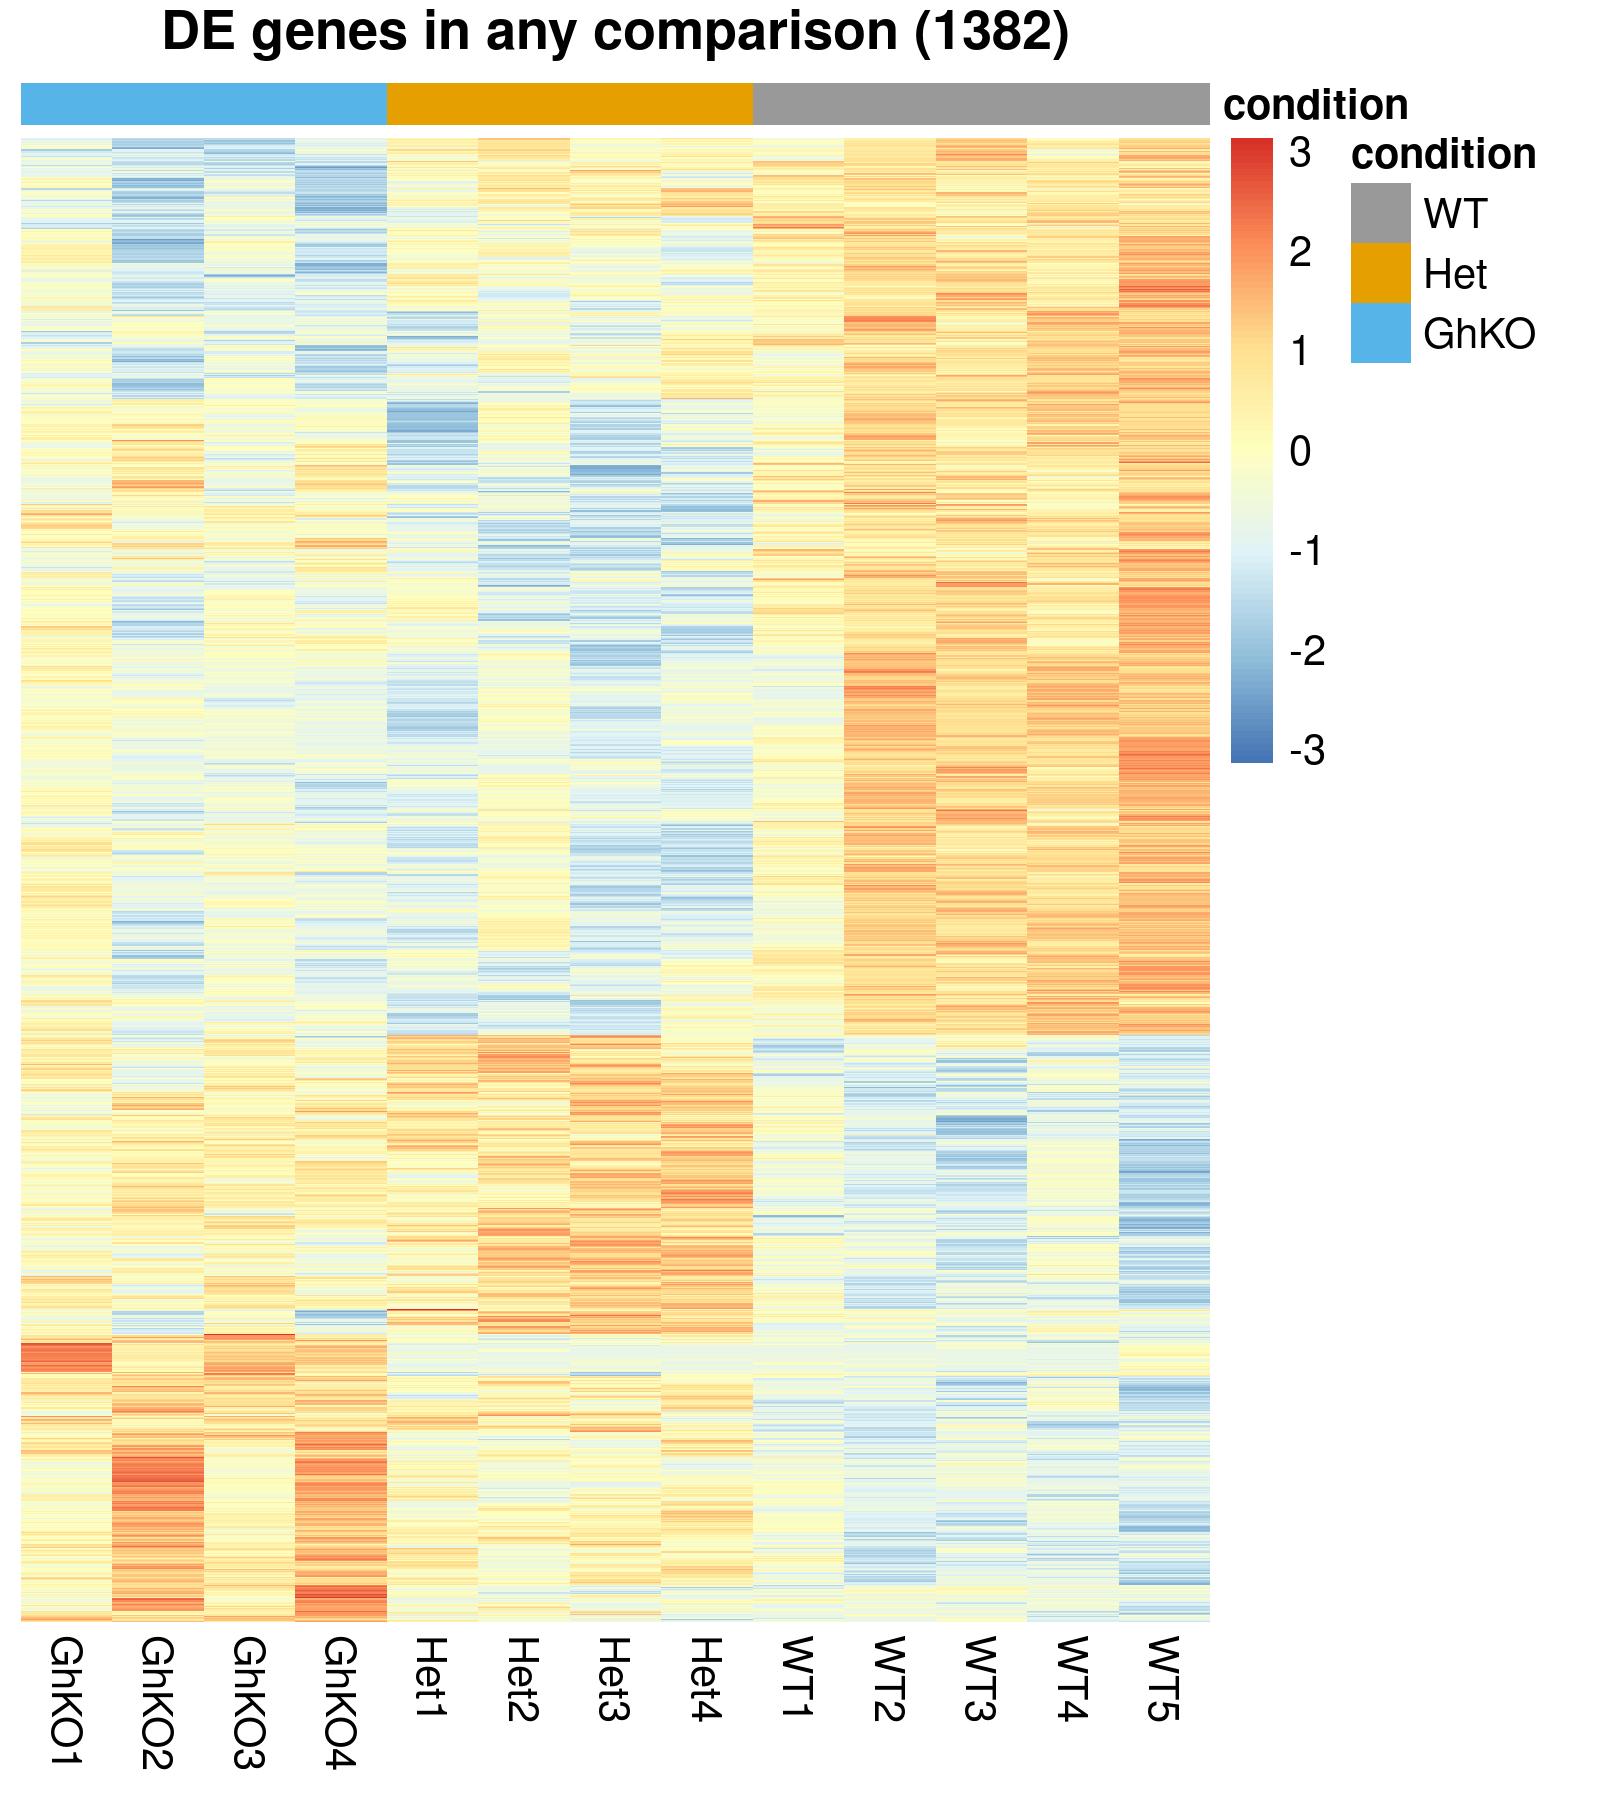 DE genes in any comparison (1382)
condition
3
2
1
0
-1
-2
-3
condition
WT
Het
GhKO
GhKO1
GhKO2
GhKO3
GhKO4
Het1
Het2
Het3
Het4
WT1
WT2
WT3
WT4
WT5